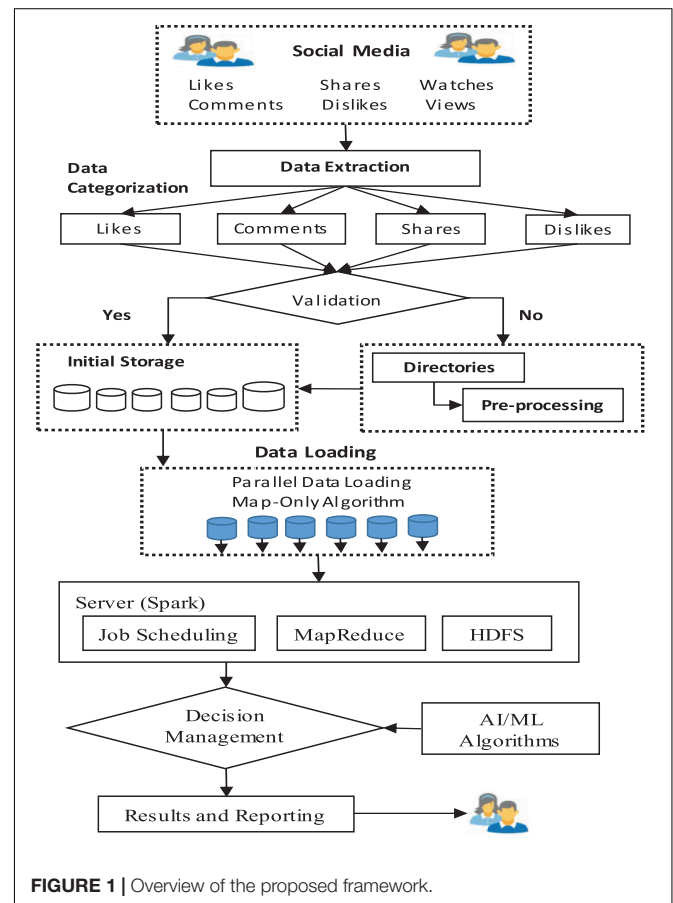 Social Media
Likes Shares Watches
Comments Dislikes Views
Data Extraction
Data
Categorization
Likes Comments Shares Dislikes
Validation
Yes No
Initial Storage
Directories
Pre-processing
Data Loading
Parallel Data Loading
Map-Only Algorithm
Server (Spark)
Job Scheduling MapReduce HDFS
Decision
Management
AI/ML
Algorithms
Results and Reporting
FIGURE 1 | Overview of the proposed framework.